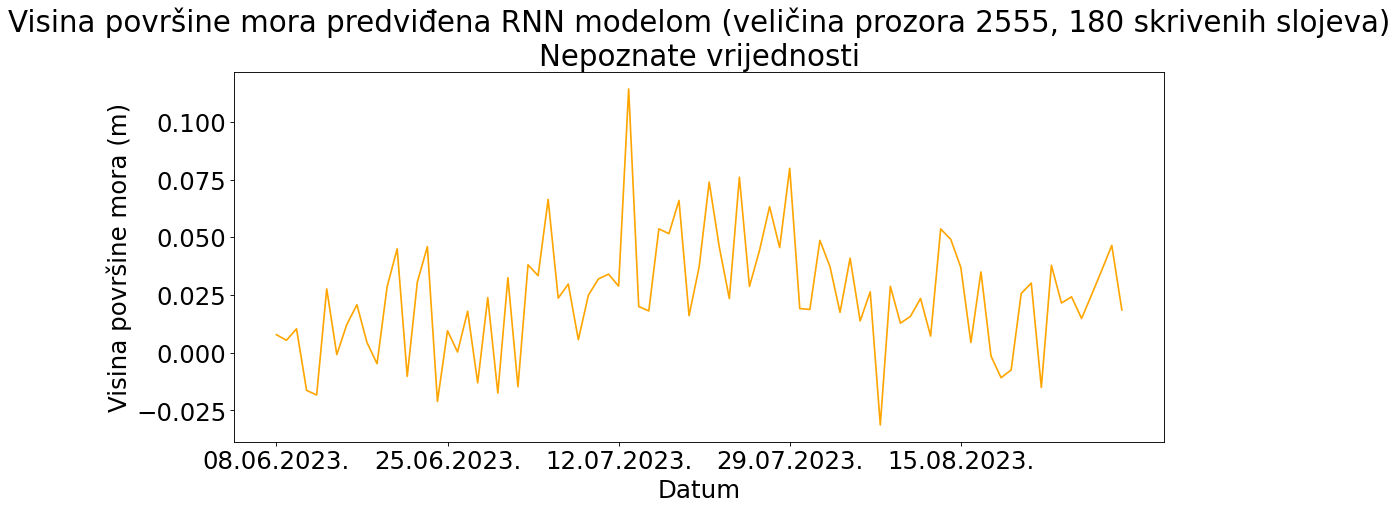 Visina površine mora predviđena RNN modelom (veličina prozora 2555, 180 skrivenih slojeva)
Nepoznate vrijednosti
Visina površine mora (m)
0.100
0.075
0.050
0.025
0.000
−0.025
08.06.2023. 25.06.2023. 12.07.2023. 29.07.2023. 15.08.2023.
Datum